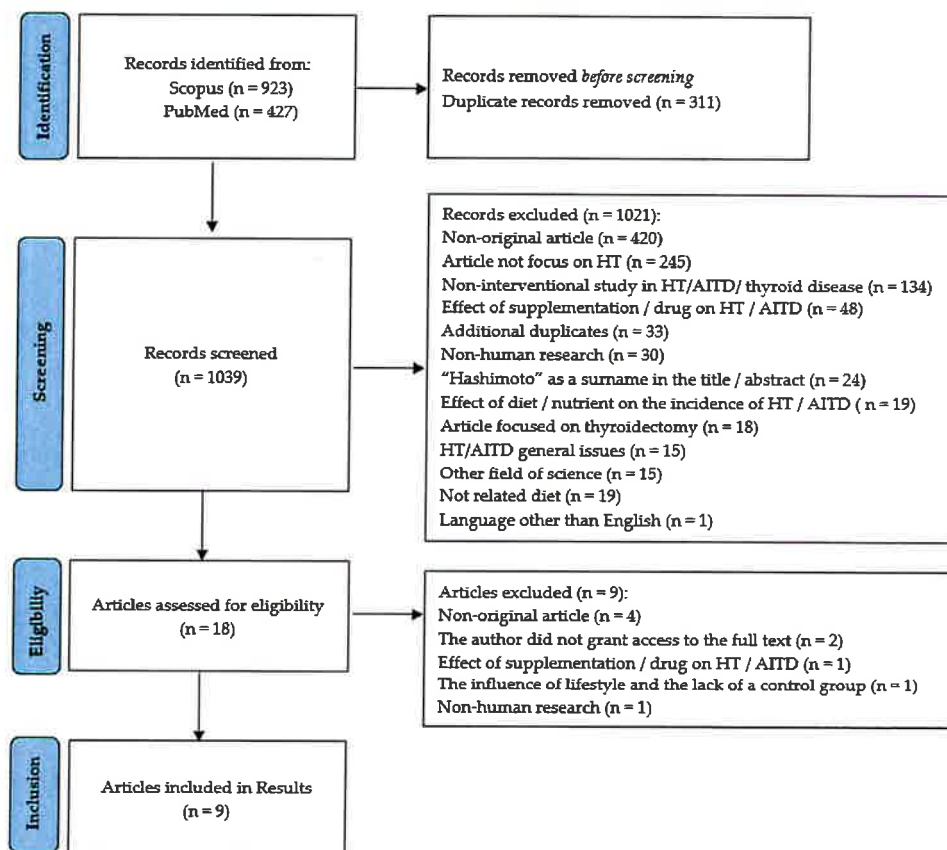 Identification
Records identified from:
Scopus (n = 923)
PubMed (n = 427)
Records removed before screening
Duplicate records removed (n = 311)
Screening
Records screened
(n = 1039)
Records excluded (n = 1021):
Non-original article (n = 420)
Article not focus on HT (n = 245)
Non-interventional study in HT/AITD/ thyroid disease (n = 134)
Effect of supplementation / drug on HT / AITD (n = 48)
Additional duplicates (n = 33)
Non-human research (n = 30)
“Hashimoto” as a surname in the title / abstract (n = 24)
Effect of diet / nutrient on the incidence of HT / AITD ( n = 19)
Article focused on thyroidectomy (n = 18)
HT/AITD general issues (n = 15)
Other field of science (n = 15)
Not related diet (n = 19)
Language other than English (n = 1)
Eligibiliy
Articles assessed for eligibility
(n = 18)
Articles excluded (n = 9):
Non-original article (n = 4)
The author did not grant access to the full text (n = 2)
Effect of supplementation / drug on HT / AITD (n = 1)
The influence of lifestyle and the lack of a control group (n = 1)
Non-human research (n = 1)
Inclusion
Articles included in Results
(n = 9)